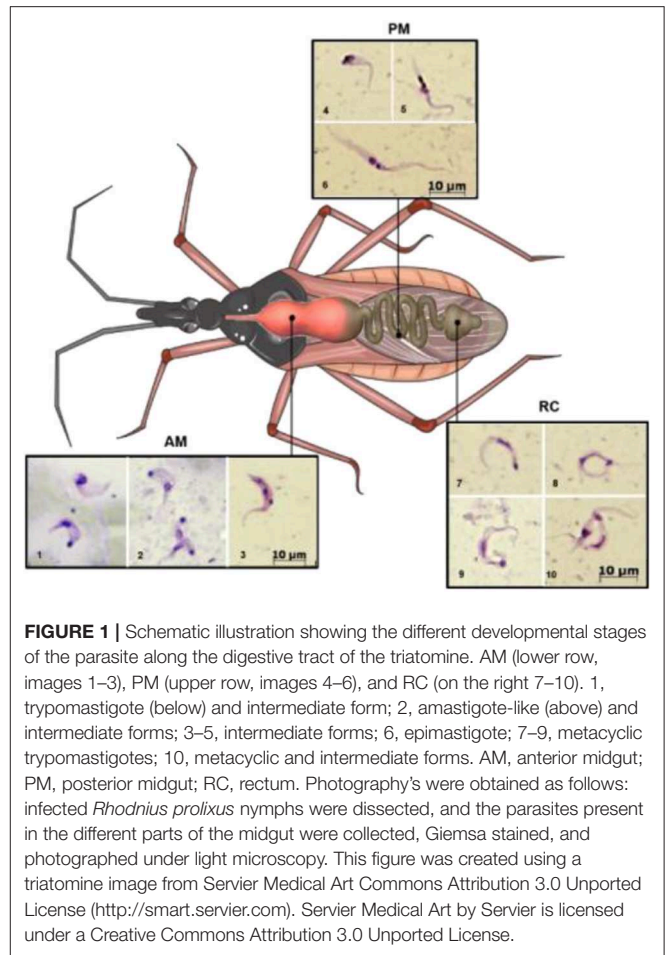 PM
4
5
6
10 µm
AM
1
2
3
10 µm
RC
7
8
9
10
10 µm
FIGURE 1 | Schematic illustration showing the different developmental stages
of the parasite along the digestive tract of the triatomine. AM (lower row,
images 1–3), PM (upper row, images 4–6), and RC (on the right 7–10). 1,
trypomastigote (below) and intermediate form; 2, amastigote-like (above) and
intermediate forms; 3–5, intermediate forms; 6, epimastigote; 7–9, metacyclic
trypomastigotes; 10, metacyclic and intermediate forms. AM, anterior midgut;
PM, posterior midgut; RC, rectum. Photography's were obtained as follows:
infected Rhodnius prolixus nymphs were dissected, and the parasites present
in the different parts of the midgut were collected, Giemsa stained, and
photographed under light microscopy. This figure was created using a
triatomine image from Servier Medical Art Commons Attribution 3.0 Unported
License (http://smart.servier.com). Servier Medical Art by Servier is licensed
under a Creative Commons Attribution 3.0 Unported License.